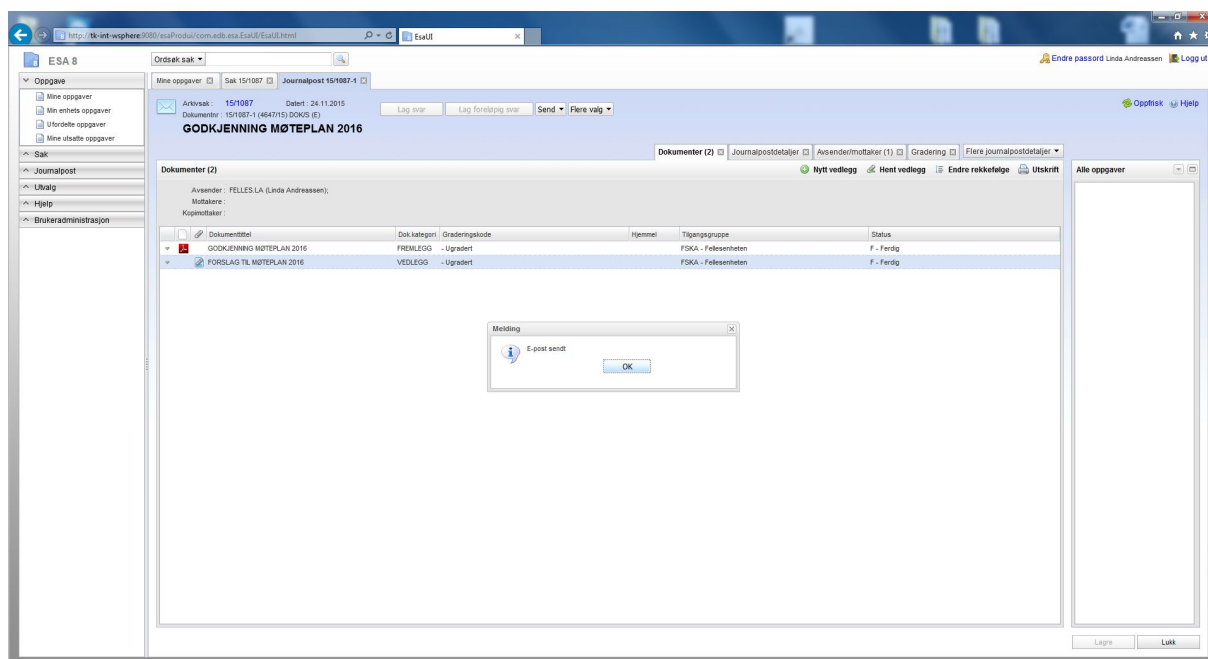 http://tk-int-wsphere:9080/esaProdui/com.edb.esa.EsaUI/EsaUI.html
EsaUI
ESA 8
Ordsøk sak
Endre passord Linda Andreassen Logg ut
Oppgave
Mine oppgaver
Min enhets oppgaver
Ufordelte oppgaver
Mine utsatte oppgaver
Sak
Journalpost
Utvalg
Hjelp
Brukeradministrasjon
Mine oppgaver Sak 15/1087 Journalpost 15/1087-1
Arkivsak : 15/1087 Datert : 24.11.2015
Dokumentnr : 15/1087-1 (4647/15) DOK/S (E)
GODKJENNING MØTEPLAN 2016
Lag svar Lag foreløpig svar Send Flere valg
Oppfrisk Hjelp
Dokumenter (2) Journalpostdetaljer Avsender/mottaker (1) Gradering Flere journalpostdetaljer
Dokumenter (2) Nytt vedlegg Hent vedlegg Endre rekkefølge Utskrift
Avsender : FELLES.LA (Linda Andreassen);
Mottakere :
Kopimottaker :
Dokumenttittel Dok.kategori Graderingskode Hjemmel Tilgangsgruppe Status
GODKJENNING MØTEPLAN 2016 FREMLEGG - Ugradert FSKA - Fellesenheten F - Ferdig
FORSLAG TIL MØTEPLAN 2016 VEDLEGG - Ugradert FSKA - Fellesenheten F - Ferdig
Melding
E-post sendt
OK
Alle oppgaver
Lagre Lukk